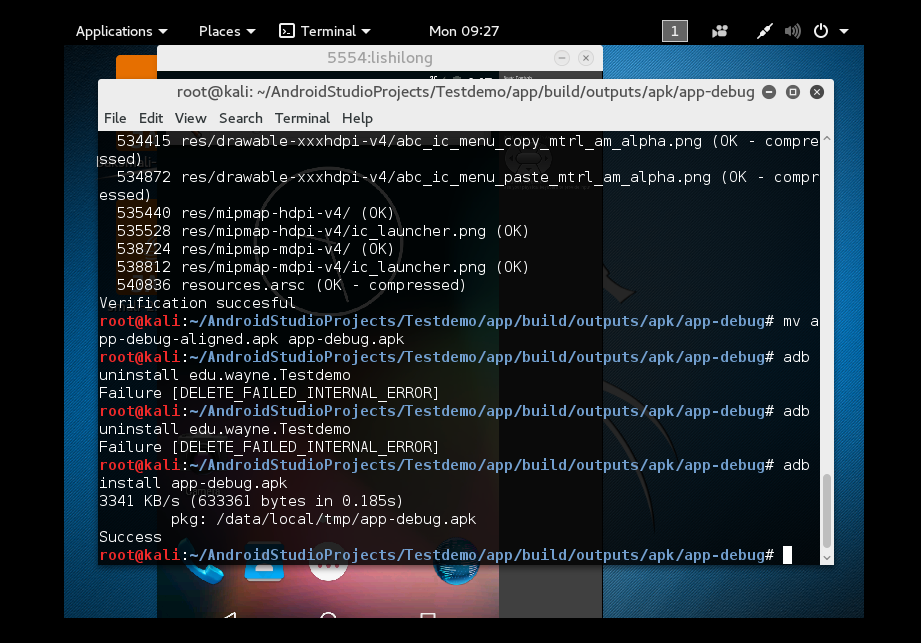 Applications Places Terminal Mon 09:27 1
5554:lishilong
root@kali: ~/AndroidStudioProjects/Testdemo/app/build/outputs/apk/app-debug
File Edit View Search Terminal Help
534415 res/drawable-xxxhdpi-v4/abc_ic_menu_copy_mtrl_am_alpha.png (OK - compre
ssed)
534872 res/drawable-xxxhdpi-v4/abc_ic_menu_paste_mtrl_am_alpha.png (OK - compr
essed)
535440 res/mipmap-hdpi-v4/ (OK)
535528 res/mipmap-hdpi-v4/ic_launcher.png (OK)
538724 res/mipmap-mdpi-v4/ (OK)
538812 res/mipmap-mdpi-v4/ic_launcher.png (OK)
540836 resources.arsc (OK - compressed)
Verification succesful
root@kali:~/AndroidStudioProjects/Testdemo/app/build/outputs/apk/app-debug# mv a
pp-debug-aligned.apk app-debug.apk
root@kali:~/AndroidStudioProjects/Testdemo/app/build/outputs/apk/app-debug# adb
uninstall edu.wayne.Testdemo
Failure [DELETE_FAILED_INTERNAL_ERROR]
root@kali:~/AndroidStudioProjects/Testdemo/app/build/outputs/apk/app-debug# adb
uninstall edu.wayne.Testdemo
Failure [DELETE_FAILED_INTERNAL_ERROR]
root@kali:~/AndroidStudioProjects/Testdemo/app/build/outputs/apk/app-debug# adb
install app-debug.apk
3341 KB/s (633361 bytes in 0.185s)
pkg: /data/local/tmp/app-debug.apk
Success
root@kali:~/AndroidStudioProjects/Testdemo/app/build/outputs/apk/app-debug#